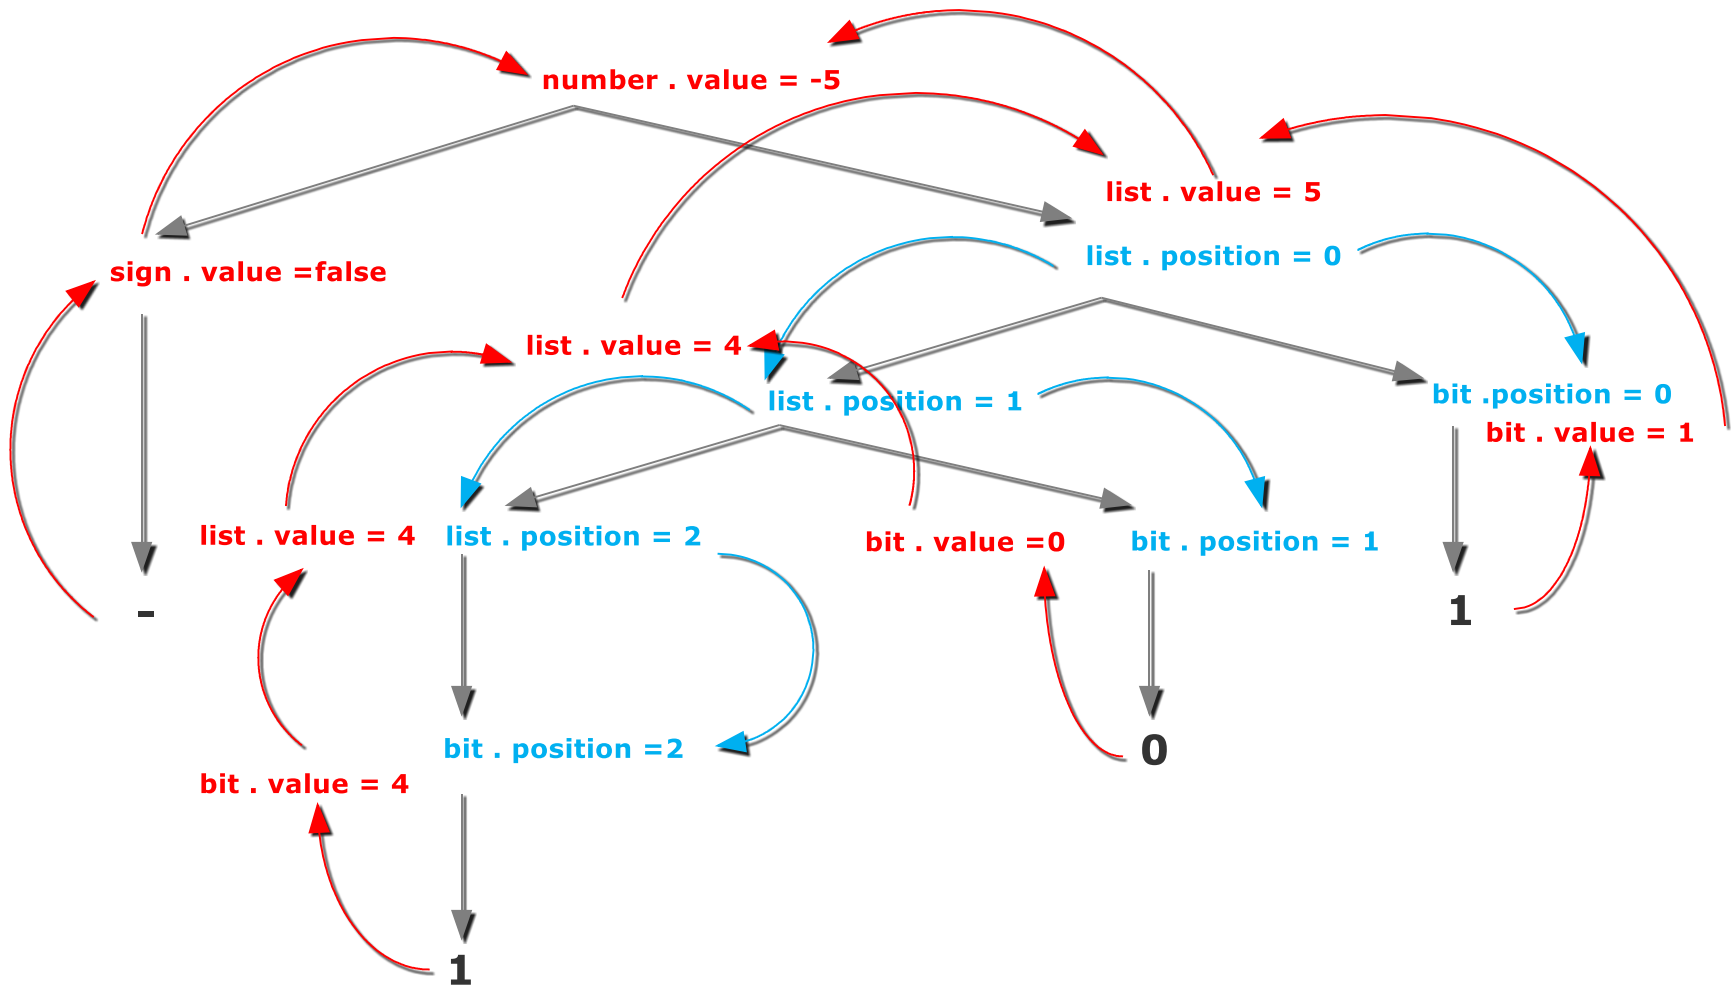 number . value = -5
list . value = 5
list . position = 0
sign . value =false
list . value = 4
list . position = 1
bit .position = 0
bit . value = 1
list . value = 4
list . position = 2
bit . value =0
bit . position = 1
-
1
bit . position =2
0
bit . value = 4
1